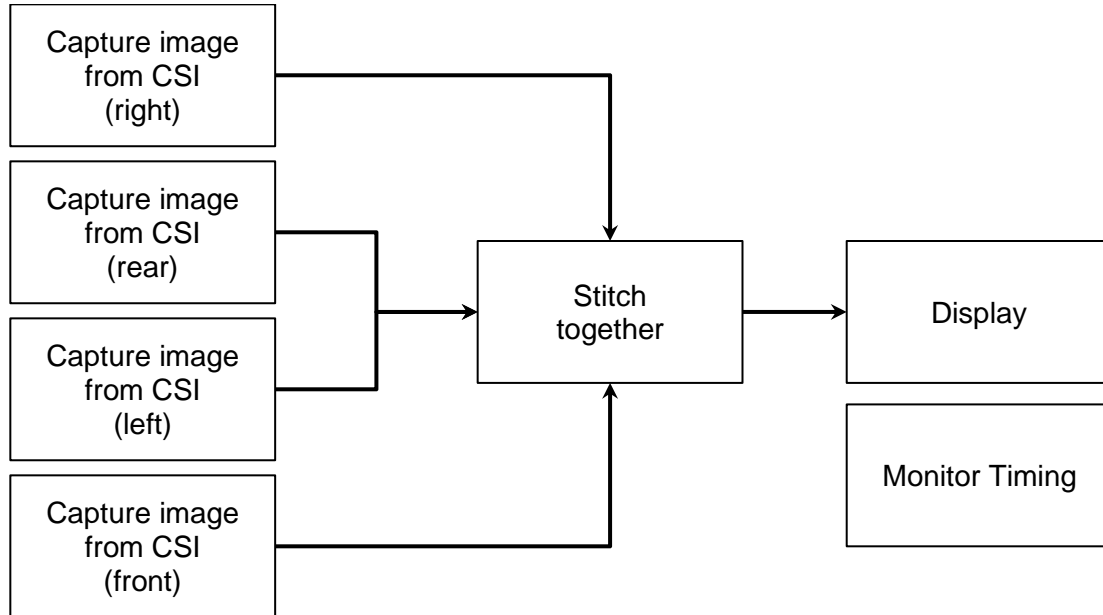 Capture image
from CSI
(right)
Capture image
from CSI
(rear)
Capture image
from CSI
(left)
Capture image
from CSI
(front)
Stitch
together
Display
Monitor Timing